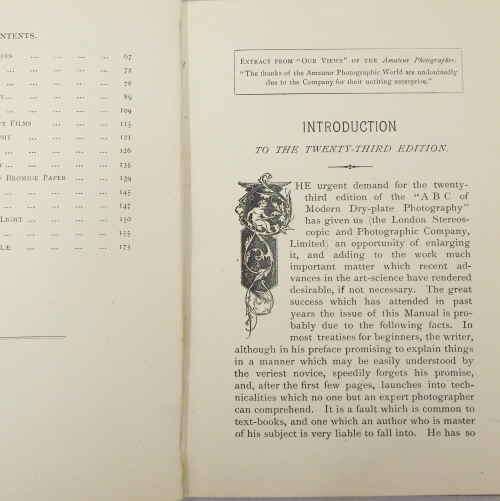 NTENTS.
... ... ... ... 67
... ... ... ... 72
... ... ... ... 78
... ... ... ... 89
... ... ... ... 109
FILMS ... ... ... 115
... ... ... ... 121
... ... ... ... 126
... ... ... ... 135
BROMIDE PAPER ... ... 139
... ... ... ... 145
... ... ... ... 147
LIGHT ... ... ... ... 150
... ... ... ... 155
... ... ... ... 173
EXTRACT FROM "OUR VIEWS" OF THE Amateur Photographer.
"The thanks of the Amateur Photographic World are undoubtedly
due to the Company for their untiring enterprise."
INTRODUCTION
TO THE TWENTY-THIRD EDITION.
THE urgent demand for the twenty-
third edition of the "A B C of
Modern Dry-plate Photography"
has given us (the London Stereos-
copic and Photographic Company,
Limited) an opportunity of enlarging
it, and adding to the work much
important matter which recent ad-
vances in the art-science have rendered
desirable, if not necessary. The great
success which has attended in past
years the issue of this Manual is pro-
bably due to the following facts. In
most treatises for beginners, the writer,
although in his preface promising to explain things
in a manner which may be easily understood by
the veriest novice, speedily forgets his promise,
and, after the first few pages, launches into tech-
nicalities which no one but an expert photographer
can comprehend. It is a fault which is common to
text-books, and one which an author who is master
of his subject is very liable to fall into. He has so